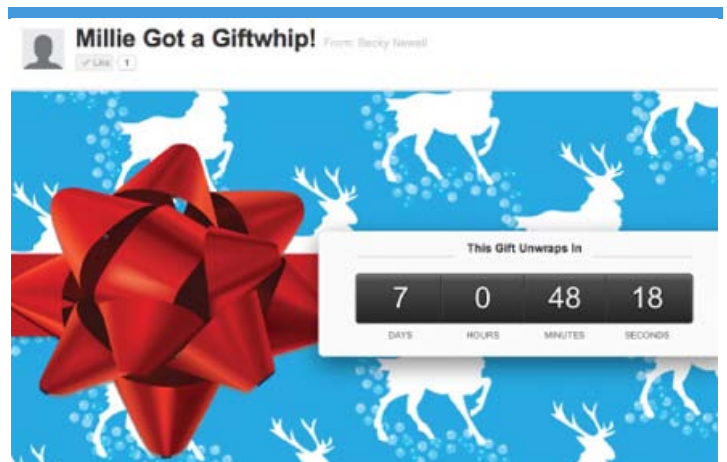 Millie Got a Giftwhip! From: Becky Newell
✓ Like 1
This Gift Unwraps In
7 0 48 18
DAYS HOURS MINUTES SECONDS